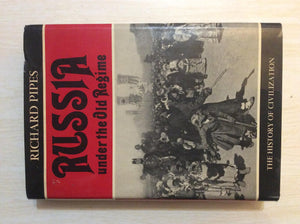 RICHARD PIPES
RUSSIA
under the Old Regime
THE HISTORY OF CIVILIZATION